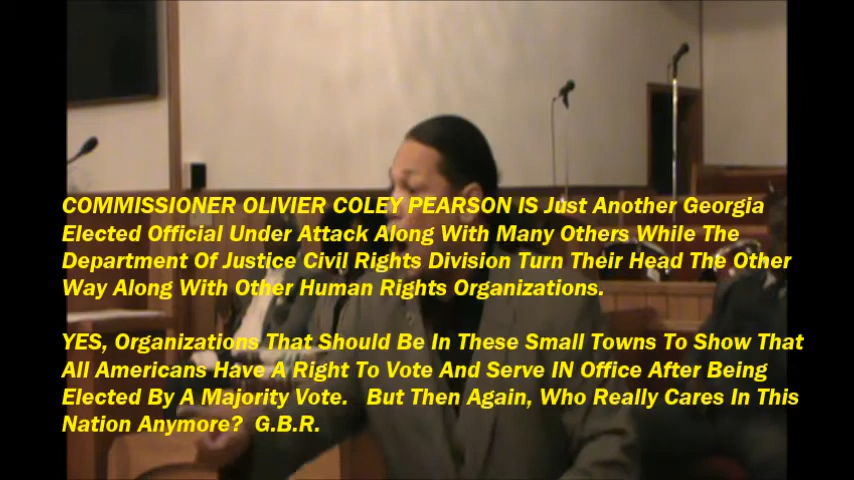 COMMISSIONER OLIVIER COLEY PEARSON IS Just Another Georgia
Elected Official Under Attack Along With Many Others While The
Department Of Justice Civil Rights Division Turn Their Head The Other
Way Along With Other Human Rights Organizations.
YES, Organizations That Should Be In These Small Towns To Show That
All Americans Have A Right To Vote And Serve IN Office After Being
Elected By A Majority Vote. But Then Again, Who Really Cares In This
Nation Anymore? G.B.R.